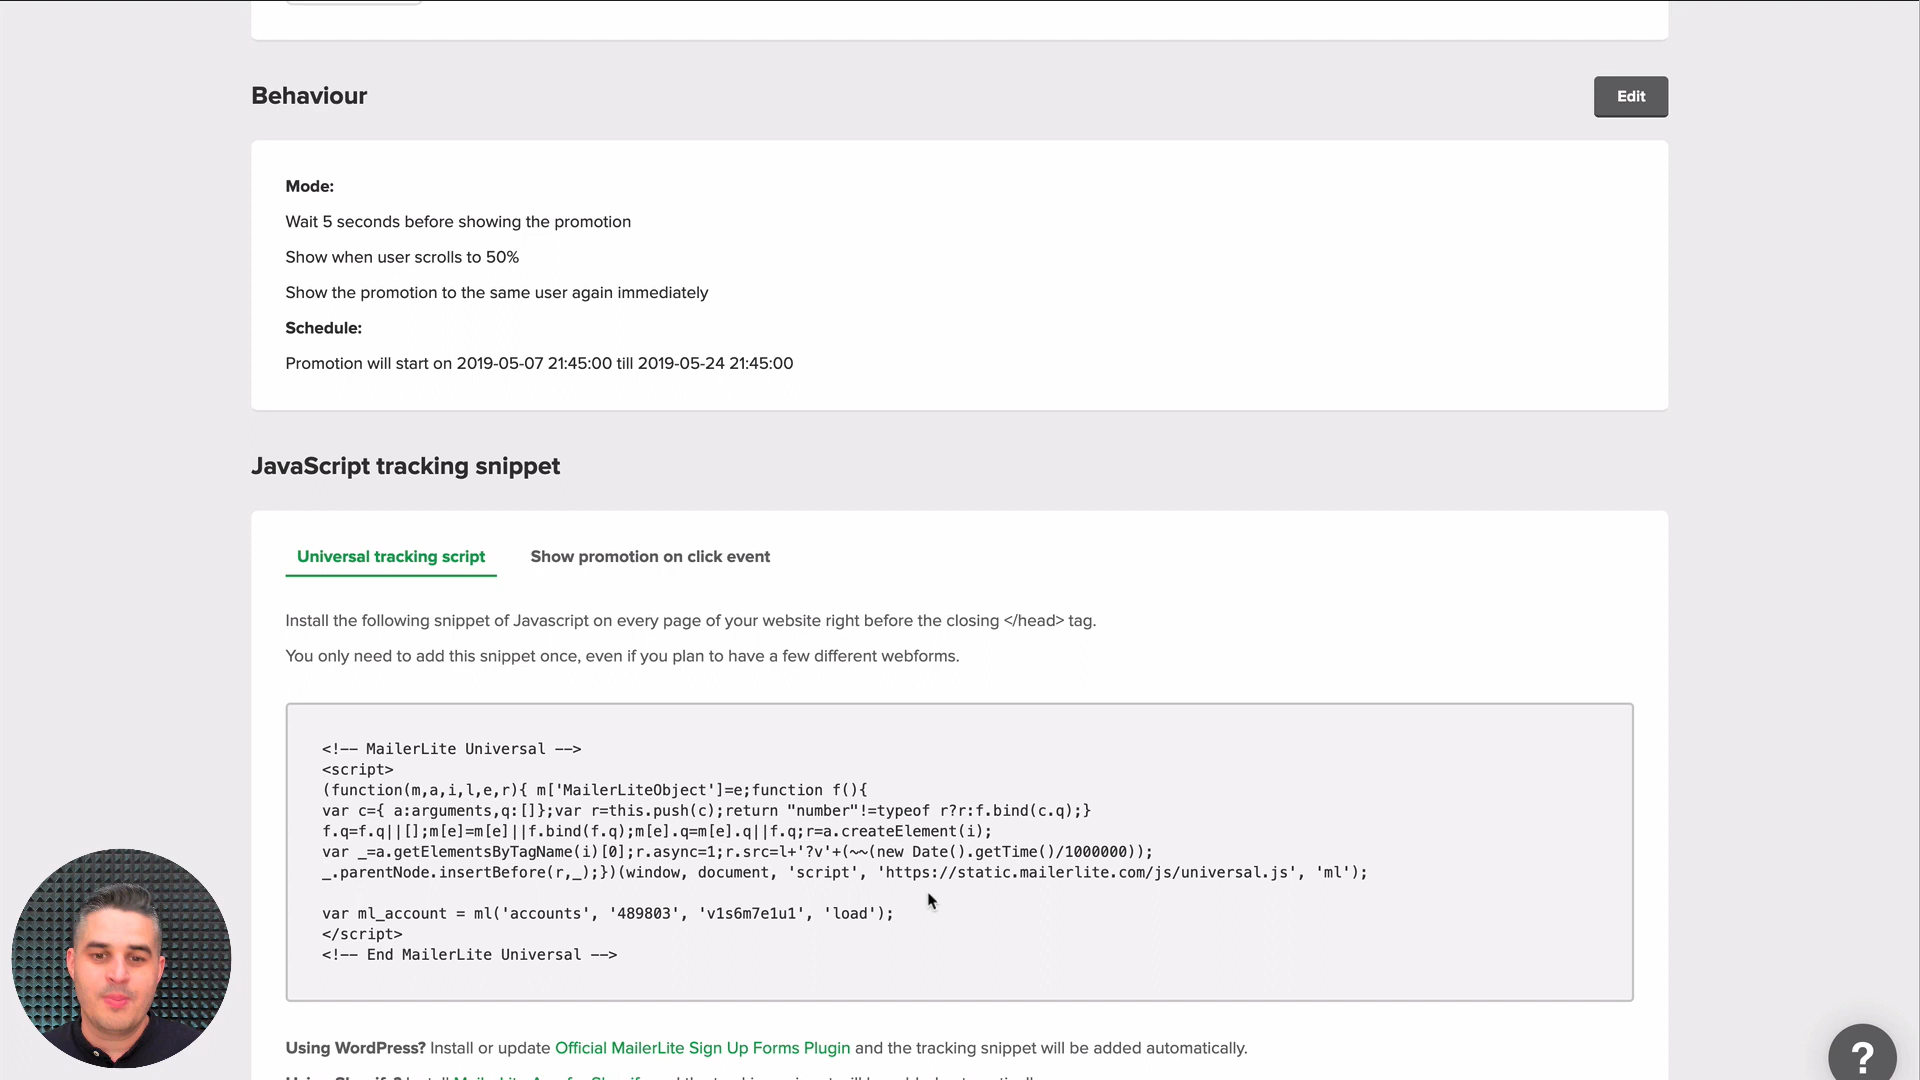 Behaviour
Edit
Mode:
Wait 5 seconds before showing the promotion
Show when user scrolls to 50%
Show the promotion to the same user again immediately
Schedule:
Promotion will start on 2019-05-07 21:45:00 till 2019-05-24 21:45:00
JavaScript tracking snippet
Universal tracking script Show promotion on click event
Install the following snippet of Javascript on every page of your website right before the closing </head> tag.
You only need to add this snippet once, even if you plan to have a few different webforms.
<!-- MailerLite Universal -->
<script>
(function(m,a,i,l,e,r){ m['MailerLiteObject']=e;function f(){
var c={ a:arguments,q:[]};var r=this.push(c);return "number"!=typeof r?r:f.bind(c.q);}
f.q=f.q||[];m[e]=m[e]||f.bind(f.q);m[e].q=m[e].q||f.q;r=a.createElement(i);
var _=a.getElementsByTagName(i)[0];r.async=1;r.src=l+'?v'+(~~(new Date().getTime()/1000000));
_.parentNode.insertBefore(r,_);})(window, document, 'script', 'https://static.mailerlite.com/js/universal.js', 'ml');
var ml_account = ml('accounts', '489803', 'v1s6m7e1u1', 'load');
</script>
<!-- End MailerLite Universal -->
Using WordPress? Install or update Official MailerLite Sign Up Forms Plugin and the tracking snippet will be added automatically.
?